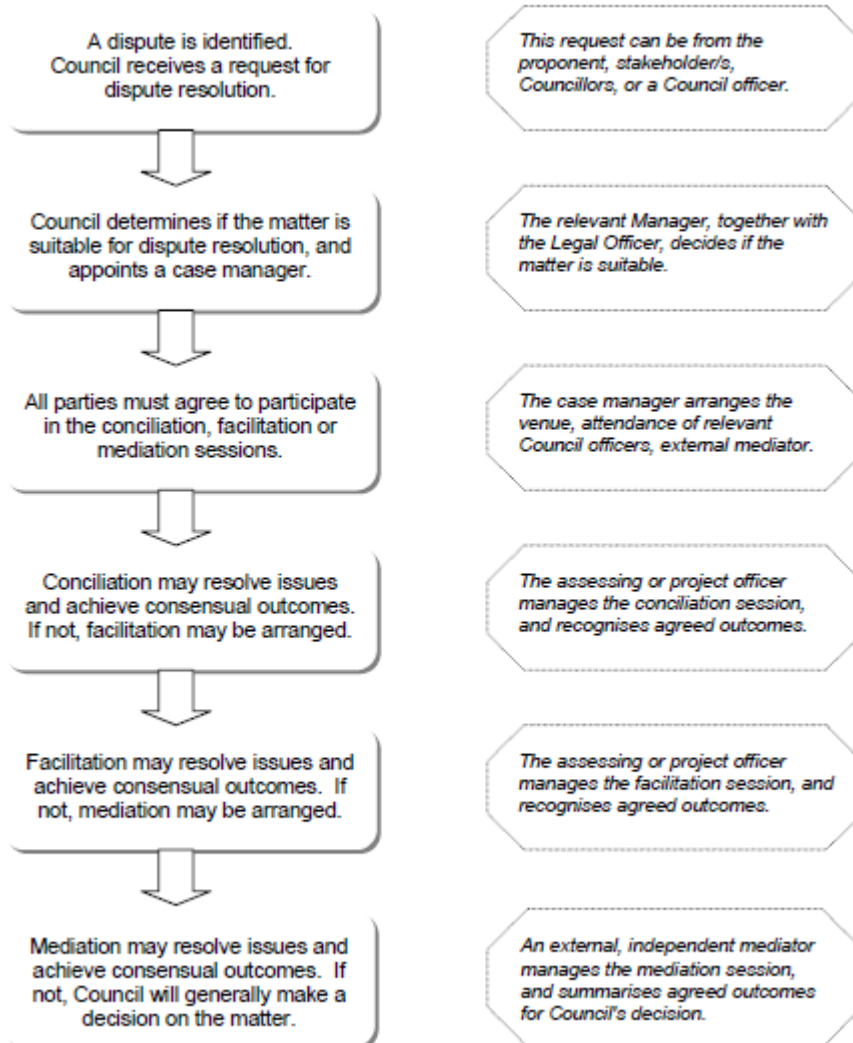 A dispute is identified.
Council receives a request for
dispute resolution.
This request can be from the
proponent, stakeholder/s,
Councillors, or a Council officer.
Council determines if the matter is
suitable for dispute resolution, and
appoints a case manager.
The relevant Manager, together with
the Legal Officer, decides if the
matter is suitable.
All parties must agree to participate
in the conciliation, facilitation or
mediation sessions.
The case manager arranges the
venue, attendance of relevant
Council officers, external mediator.
Conciliation may resolve issues
and achieve consensual outcomes.
If not, facilitation may be arranged.
The assessing or project officer
manages the conciliation session,
and recognises agreed outcomes.
Facilitation may resolve issues and
achieve consensual outcomes.  If
not, mediation may be arranged.
The assessing or project officer
manages the facilitation session, and
recognises agreed outcomes.
Mediation may resolve issues and
achieve consensual outcomes.  If
not, Council will generally make a
decision on the matter.
An external, independent mediator
manages the mediation session,
and summarises agreed outcomes
for Council's decision.